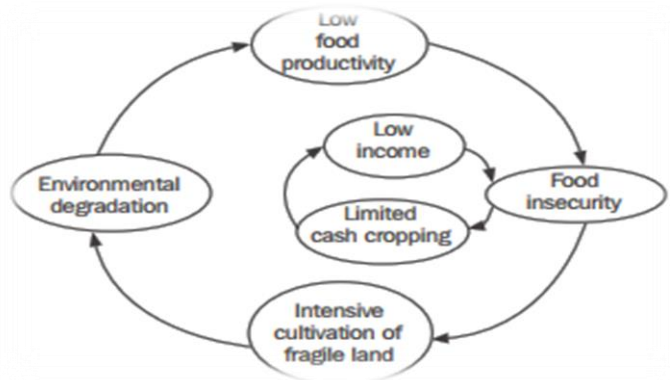 Low
food
productivity
Low
income
Food
insecurity
Limited
cash cropping
Environmental
degradation
Intensive
cultivation of
fragile land